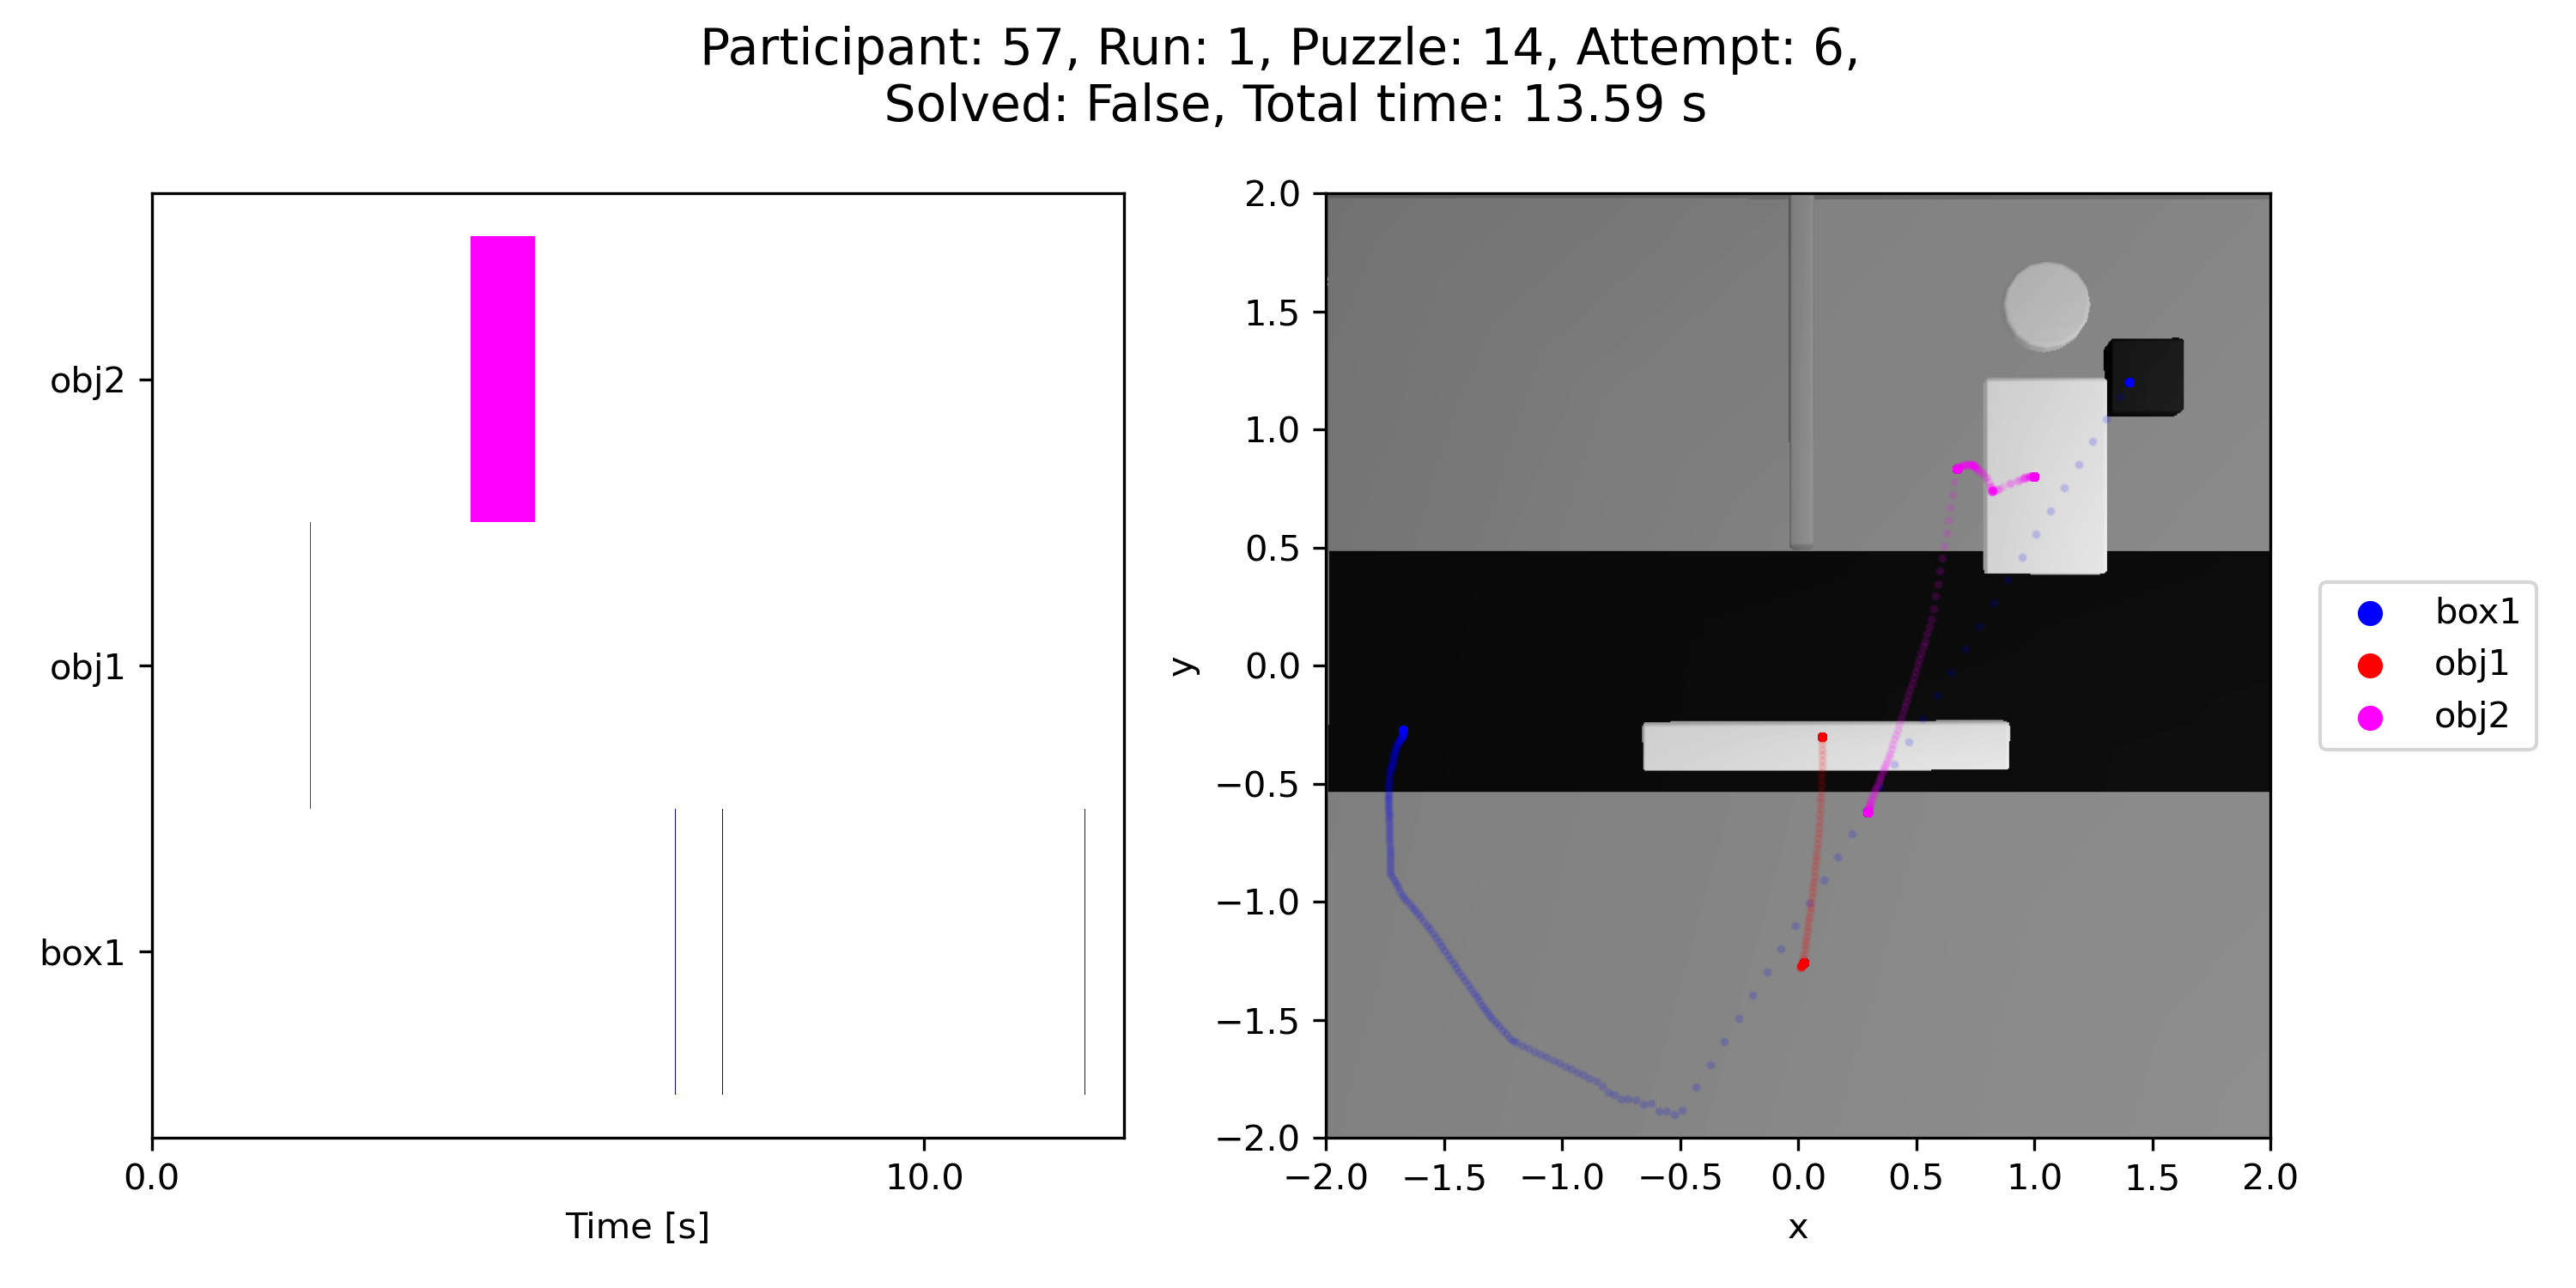 Participant: 57, Run: 1, Puzzle: 14, Attempt: 6,
Solved: False, Total time: 13.59 s
obj2
obj1
box1
0.0
10.0
Time [s]
2.0
1.5
1.0
0.5
0.0
−0.5
−1.0
−1.5
−2.0
y
−2.0
−1.5
−1.0
−0.5
0.0
0.5
1.0
1.5
2.0
x
box1
obj1
obj2